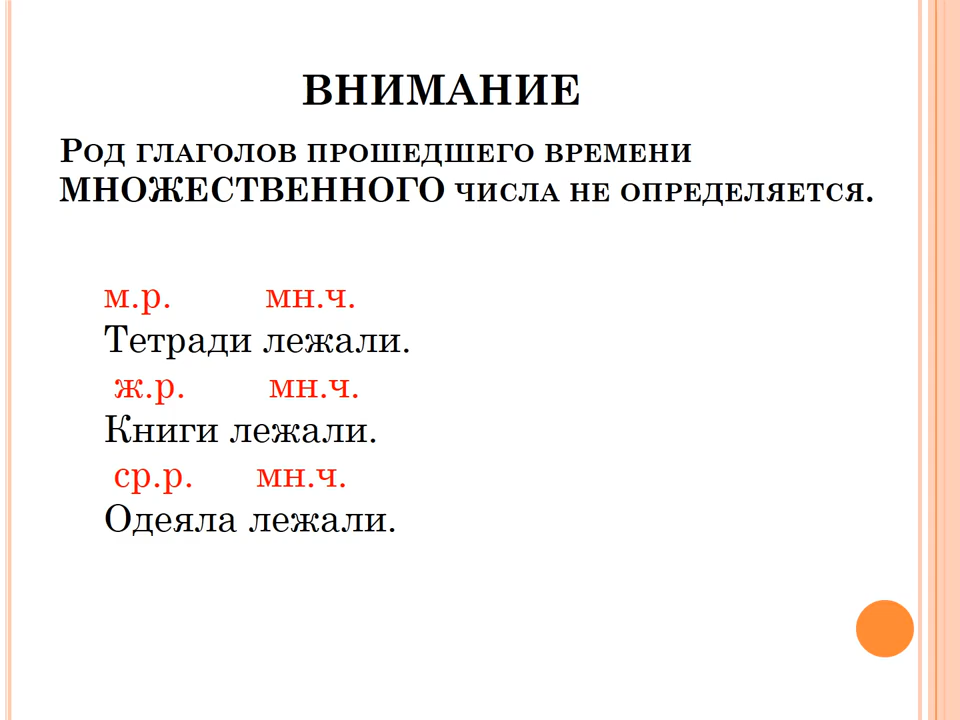 ВНИМАНИЕ
Род глаголов прошедшего времени
МНОЖЕСТВЕННОГО числа не определяется.
м.р. мн.ч.
Тетради лежали.
ж.р. мн.ч.
Книги лежали.
ср.р. мн.ч.
Одеяла лежали.